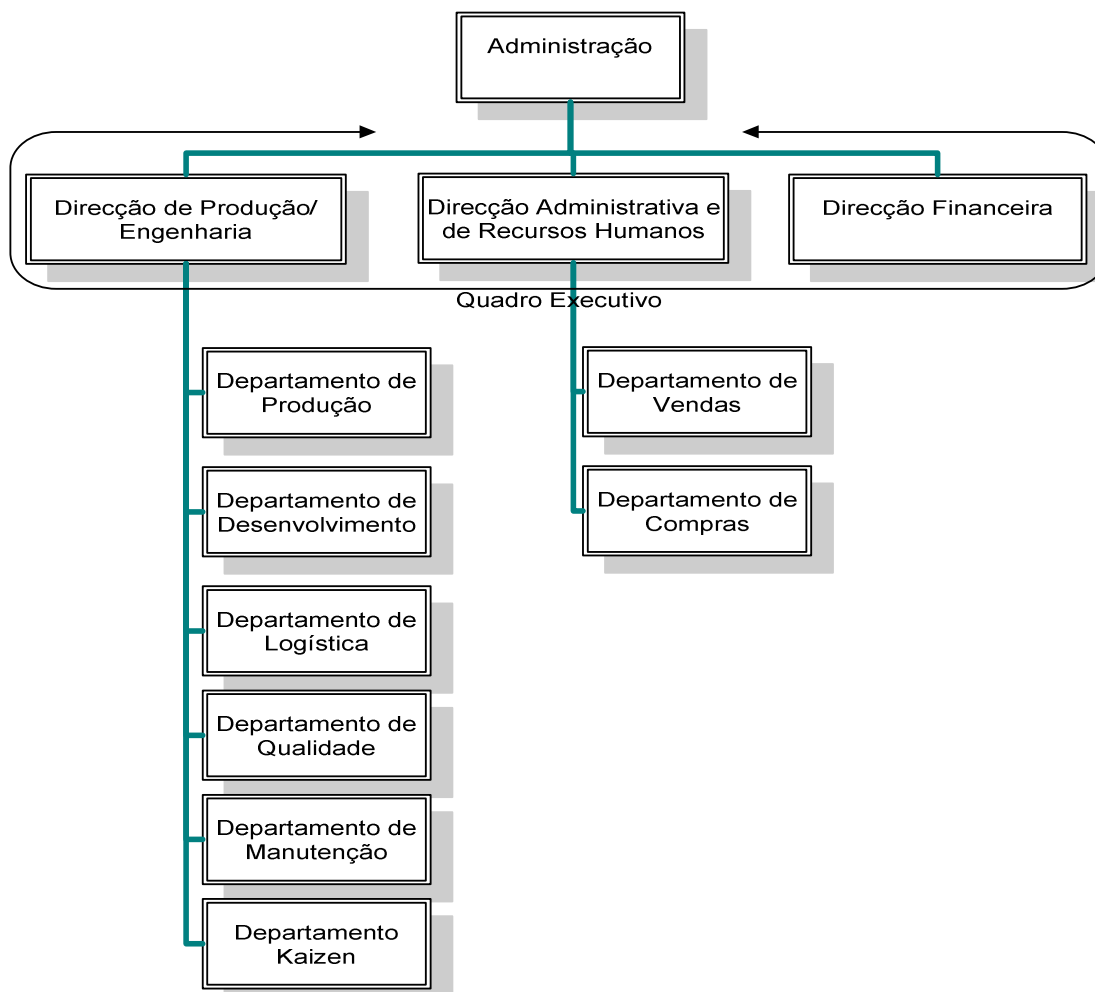 Administração
Direcção de Produção/
Engenharia
Direcção Administrativa e
de Recursos Humanos
Direcção Financeira
Quadro Executivo
Departamento de
Produção
Departamento de
Desenvolvimento
Departamento de
Logística
Departamento de
Qualidade
Departamento de
Manutenção
Departamento
Kaizen
Departamento de
Vendas
Departamento de
Compras